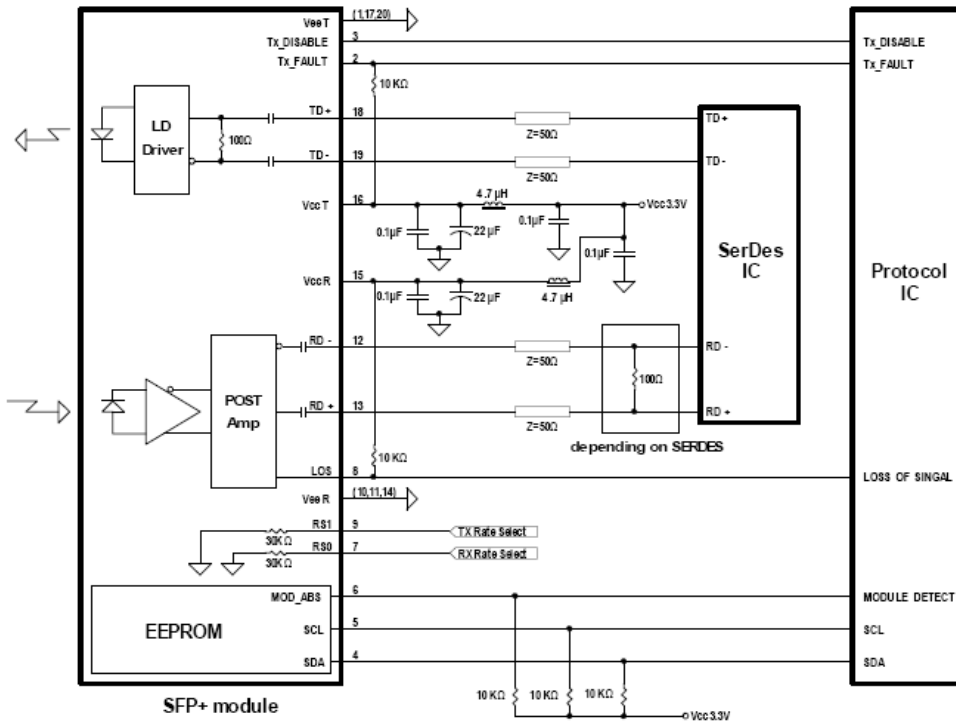 VeeT
(1,17,20)
Tx_DISABLE
3
Tx_DISABLE
Tx_FAULT
2
Tx_FAULT
10 KΩ
LD
Driver
100Ω
TD+
18
TD+
Z=50Ω
TD-
19
TD-
Z=50Ω
4.7 µH
VccT
16
Vcc3.3V
0.1µF
22 µF
0.1µF
0.1µF
SerDes
IC
Protocol
IC
VccR
15
0.1µF
22 µF
4.7 µH
RD -
12
RD -
Z=50Ω
100Ω
POST
Amp
RD +
13
RD +
Z=50Ω
depending on SERDES
10 KΩ
LOS
8
LOSS OF SINGAL
VeeR
(10,11,14)
RS1
9
TX Rate Select
30KΩ
RS0
7
RX Rate Select
30KΩ
MOD_ABS
6
MODULE DETECT
EEPROM
SCL
5
SCL
SDA
4
SDA
10 KΩ
10 KΩ
10 KΩ
Vcc3.3V
SFP+ module